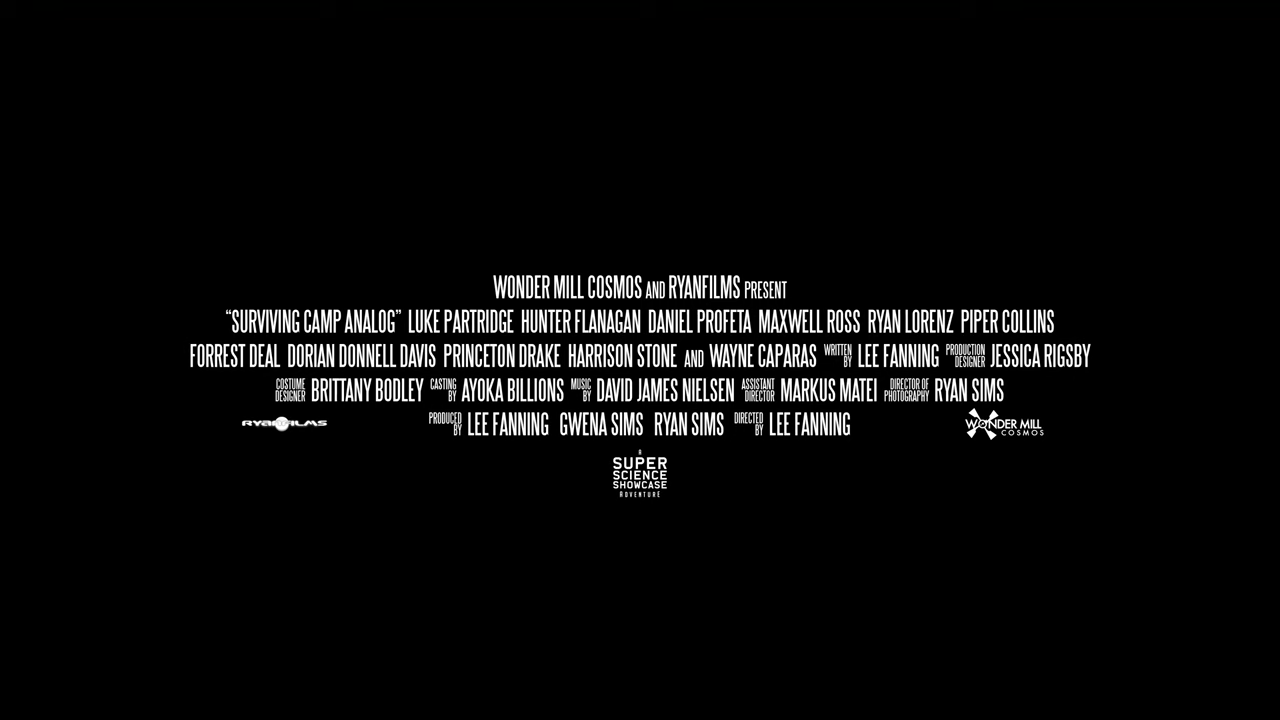 WONDER MILL COSMOS AND RYANFILMS PRESENT
“SURVIVING CAMP ANALOG” LUKE PARTRIDGE HUNTER FLANAGAN DANIEL PROFETA MAXWELL ROSS RYAN LORENZ PIPER COLLINS
FORREST DEAL DORIAN DONNELL DAVIS PRINCETON DRAKE HARRISON STONE AND WAYNE CAPARAS WRITTEN BY LEE FANNING PRODUCTION DESIGNER JESSICA RIGSBY
COSTUME DESIGNER BRITTANY BODLEY CASTING BY AYOKA BILLIONS MUSIC BY DAVID JAMES NIELSEN ASSISTANT DIRECTOR MARKUS MATEI DIRECTOR OF PHOTOGRAPHY RYAN SIMS
RYANFILMS
PRODUCED BY LEE FANNING GWENA SIMS RYAN SIMS DIRECTED BY LEE FANNING
WONDER MILL
COSMOS
A
SUPER
SCIENCE
SHOWCASE
ADVENTURE